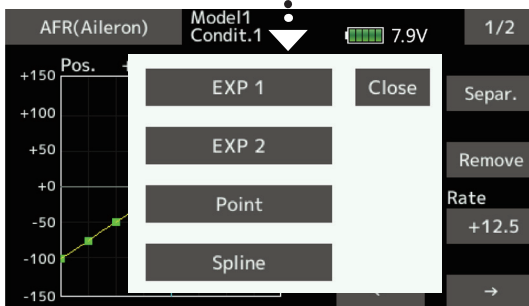 AFR(Aileron)
Model1
Condit.1
7.9V
1/2
Pos.
+150
+100
+50
+0
-50
-100
-150
EXP 1
EXP 2
Point
Spline
Close
Separ.
Remove
Rate
+12.5
→